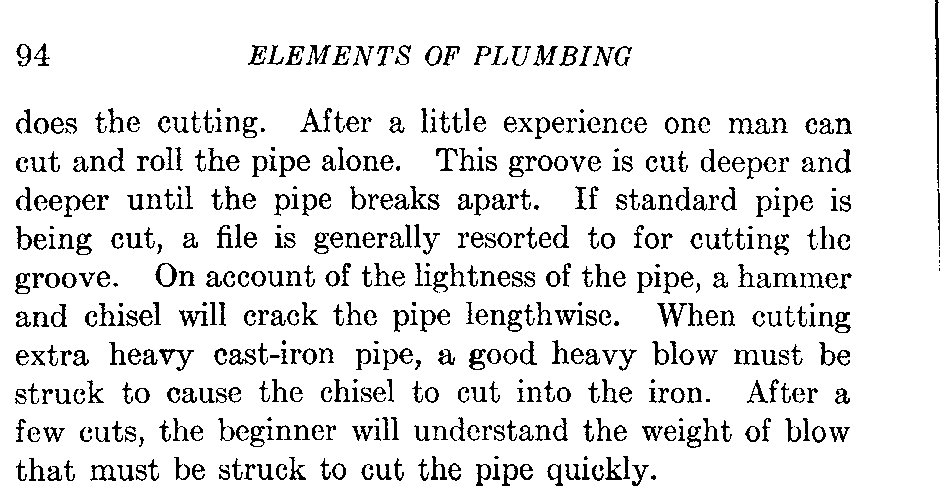 94 ELEMENTS OF PLUMBING
does the cutting. After a little experience one man can
cut and roll the pipe alone. This groove is cut deeper and
deeper until the pipe breaks apart. If standard pipe is
being cut, a file is generally resorted to for cutting the
groove. On account of the lightness of the pipe, a hammer
and chisel will crack the pipe lengthwise. When cutting
extra heavy cast-iron pipe, a good heavy blow must be
struck to cause the chisel to cut into the iron. After a
few cuts, the beginner will understand the weight of blow
that must be struck to cut the pipe quickly.